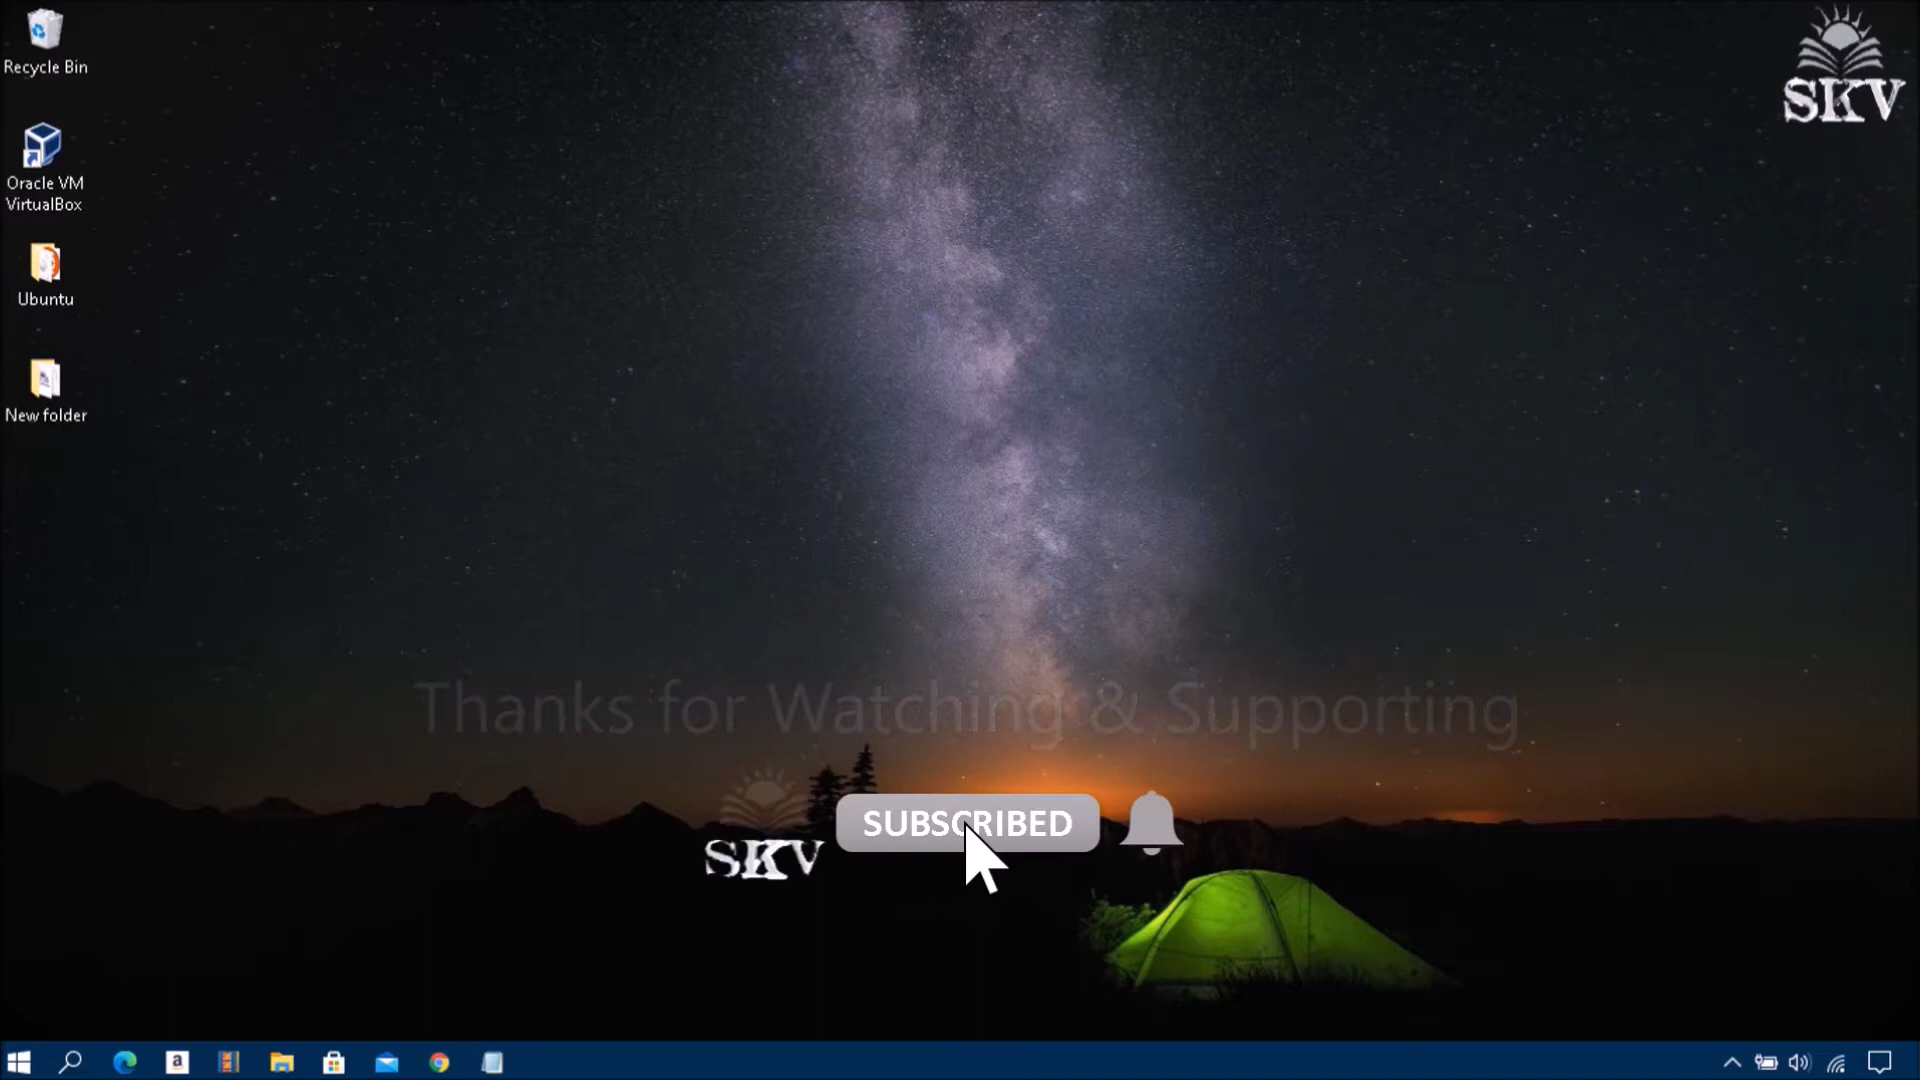 Recycle Bin
SKV
Oracle VM
VirtualBox
Ubuntu
New folder
Thanks for Watching & Supporting
SUBSCRIBED
SKV
a